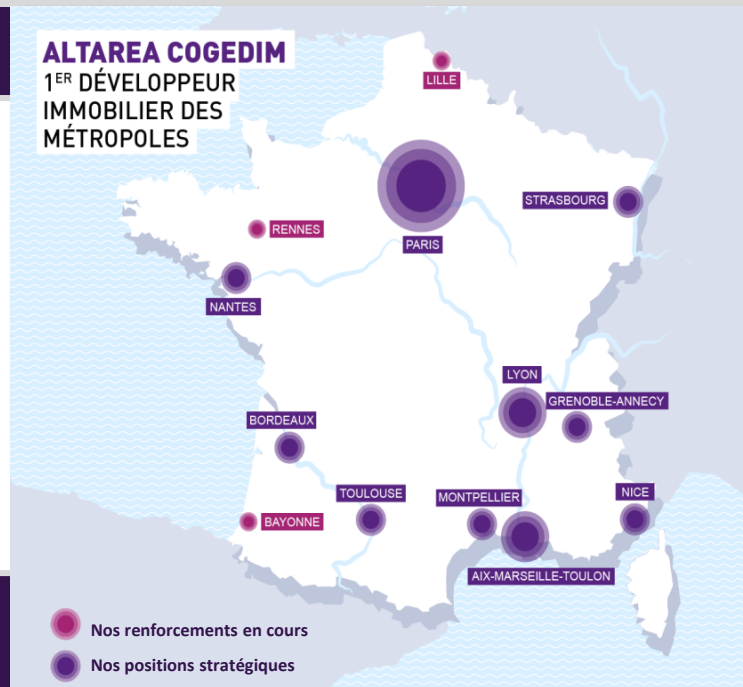 ALTAREA COGEDIM
1ER DÉVELOPPEUR
IMMOBILIER DES
MÉTROPOLES
LILLE
STRASBOURG
RENNES
PARIS
NANTES
LYON
GRENOBLE-ANNECY
BORDEAUX
TOULOUSE
MONTPELLIER
NICE
BAYONNE
AIX-MARSEILLE-TOULON
Nos renforcements en cours
Nos positions stratégiques